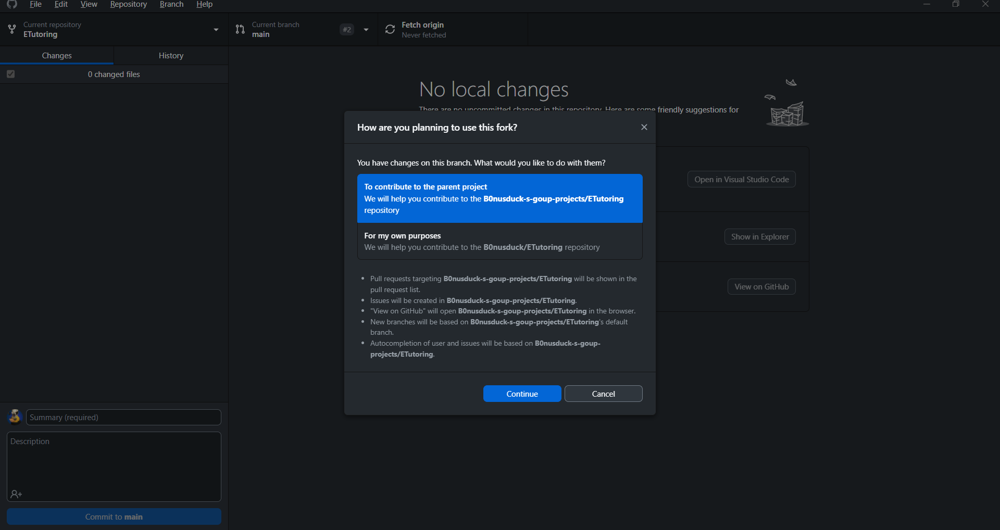 File Edit View Repository Branch Help
Current repository
ETutoring
Current branch
main
#2
Fetch origin
Never fetched
Changes
History
0 changed files
No local changes
There are no uncommitted changes in this repository. Here are some friendly suggestions for
How are you planning to use this fork?
You have changes on this branch. What would you like to do with them?
To contribute to the parent project
We will help you contribute to the B0nusduck-s-goup-projects/ETutoring
repository
For my own purposes
We will help you contribute to the B0nusduck/ETutoring repository
• Pull requests targeting B0nusduck-s-goup-projects/ETutoring will be shown in the
pull request list.
• Issues will be created in B0nusduck-s-goup-projects/ETutoring.
• "View on GitHub" will open B0nusduck-s-goup-projects/ETutoring in the browser.
• New branches will be based on B0nusduck-s-goup-projects/ETutoring's default
branch.
• Autocompletion of user and issues will be based on B0nusduck-s-goup-
projects/ETutoring.
Continue
Cancel
Open in Visual Studio Code
Show in Explorer
View on GitHub
Summary (required)
Description
Commit to main